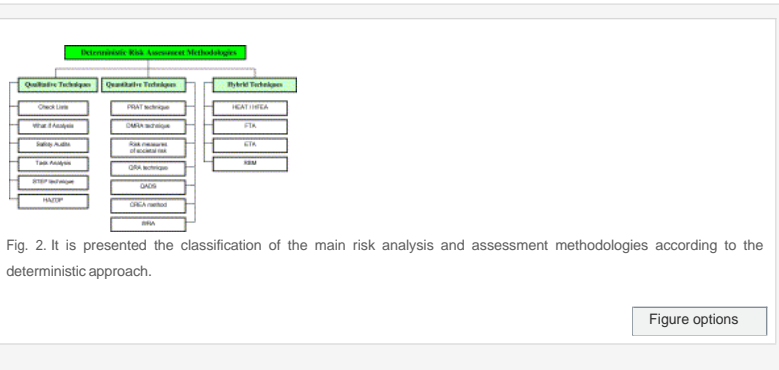 Deterministic Risk Assessment Methodologies
Qualitative Techniques
Quantitative Techniques
Hybrid Techniques
Check Lists
What if Analysis
Safety Audits
Task Analysis
STEP technique
HAZOP
PRAT technique
DMRA technique
Risk measures
of societal risk
QRA technique
QADS
CREA method
WRA
HEAT / HFEA
FTA
ETA
RBM
Fig. 2. It is presented the classification of the main risk analysis and assessment methodologies according to the
deterministic approach.
Figure options